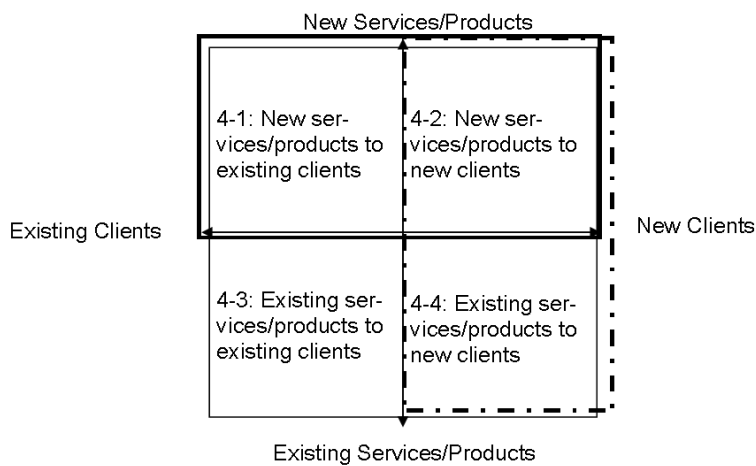 New Services/Products
4-1: New ser-
vices/products to
existing clients
4-2: New ser-
vices/products to
new clients
Existing Clients
New Clients
4-3: Existing ser-
vices/products to
existing clients
4-4: Existing ser-
vices/products to
new clients
Existing Services/Products